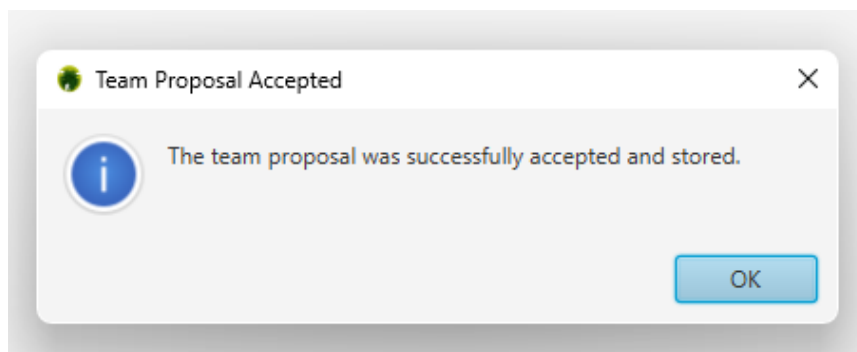 Team Proposal Accepted
The team proposal was successfully accepted and stored.
OK